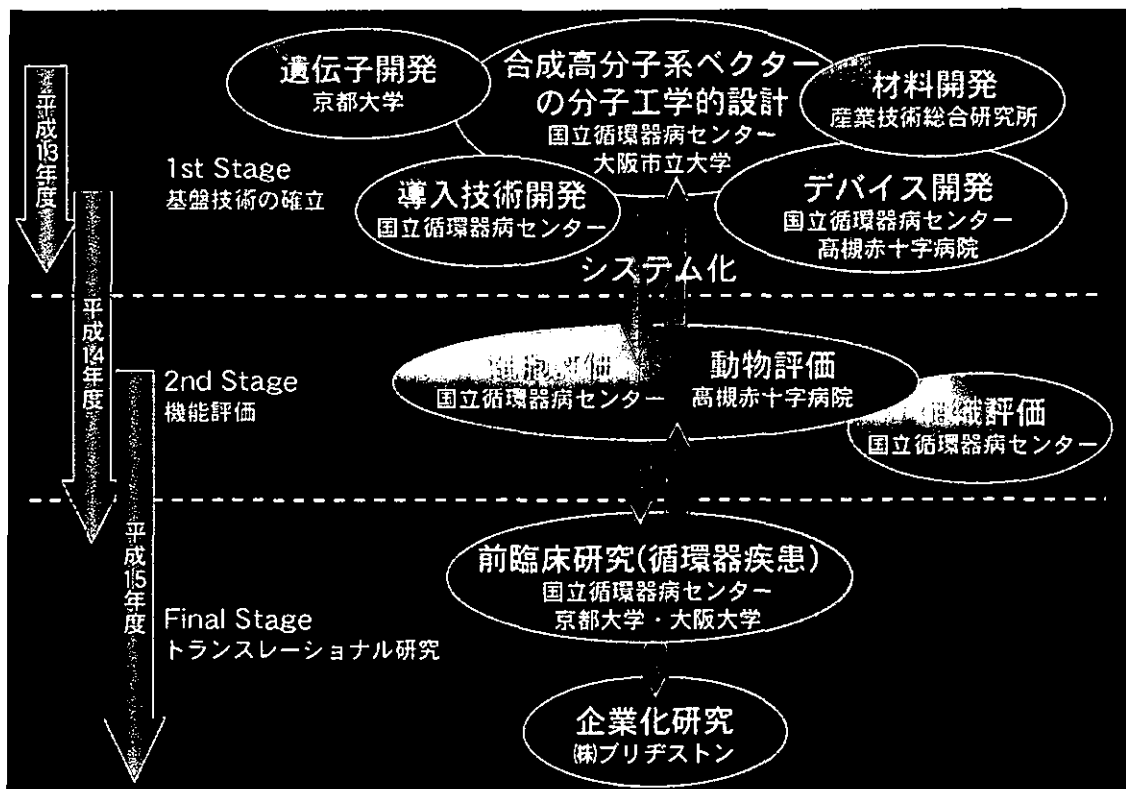 遺伝子開発
京都大学
合成高分子系ベクター
の分子工学的設計
国立循環器病センター
大阪市立大学
材料開発
産業技術総合研究所
平成13年度
1st Stage
基盤技術の確立
導入技術開発
国立循環器病センター
デバイス開発
国立循環器病センター
髙槻赤十字病院
システム化
平成14年度
2nd Stage
機能評価
評価
国立循環器病センター
動物評価
髙槻赤十字病院
組織評価
国立循環器病センター
平成15年度
Final Stage
トランスレーショナル研究
前臨床研究(循環器疾患)
国立循環器病センター
京都大学・大阪大学
企業化研究
㈱ブリヂストン